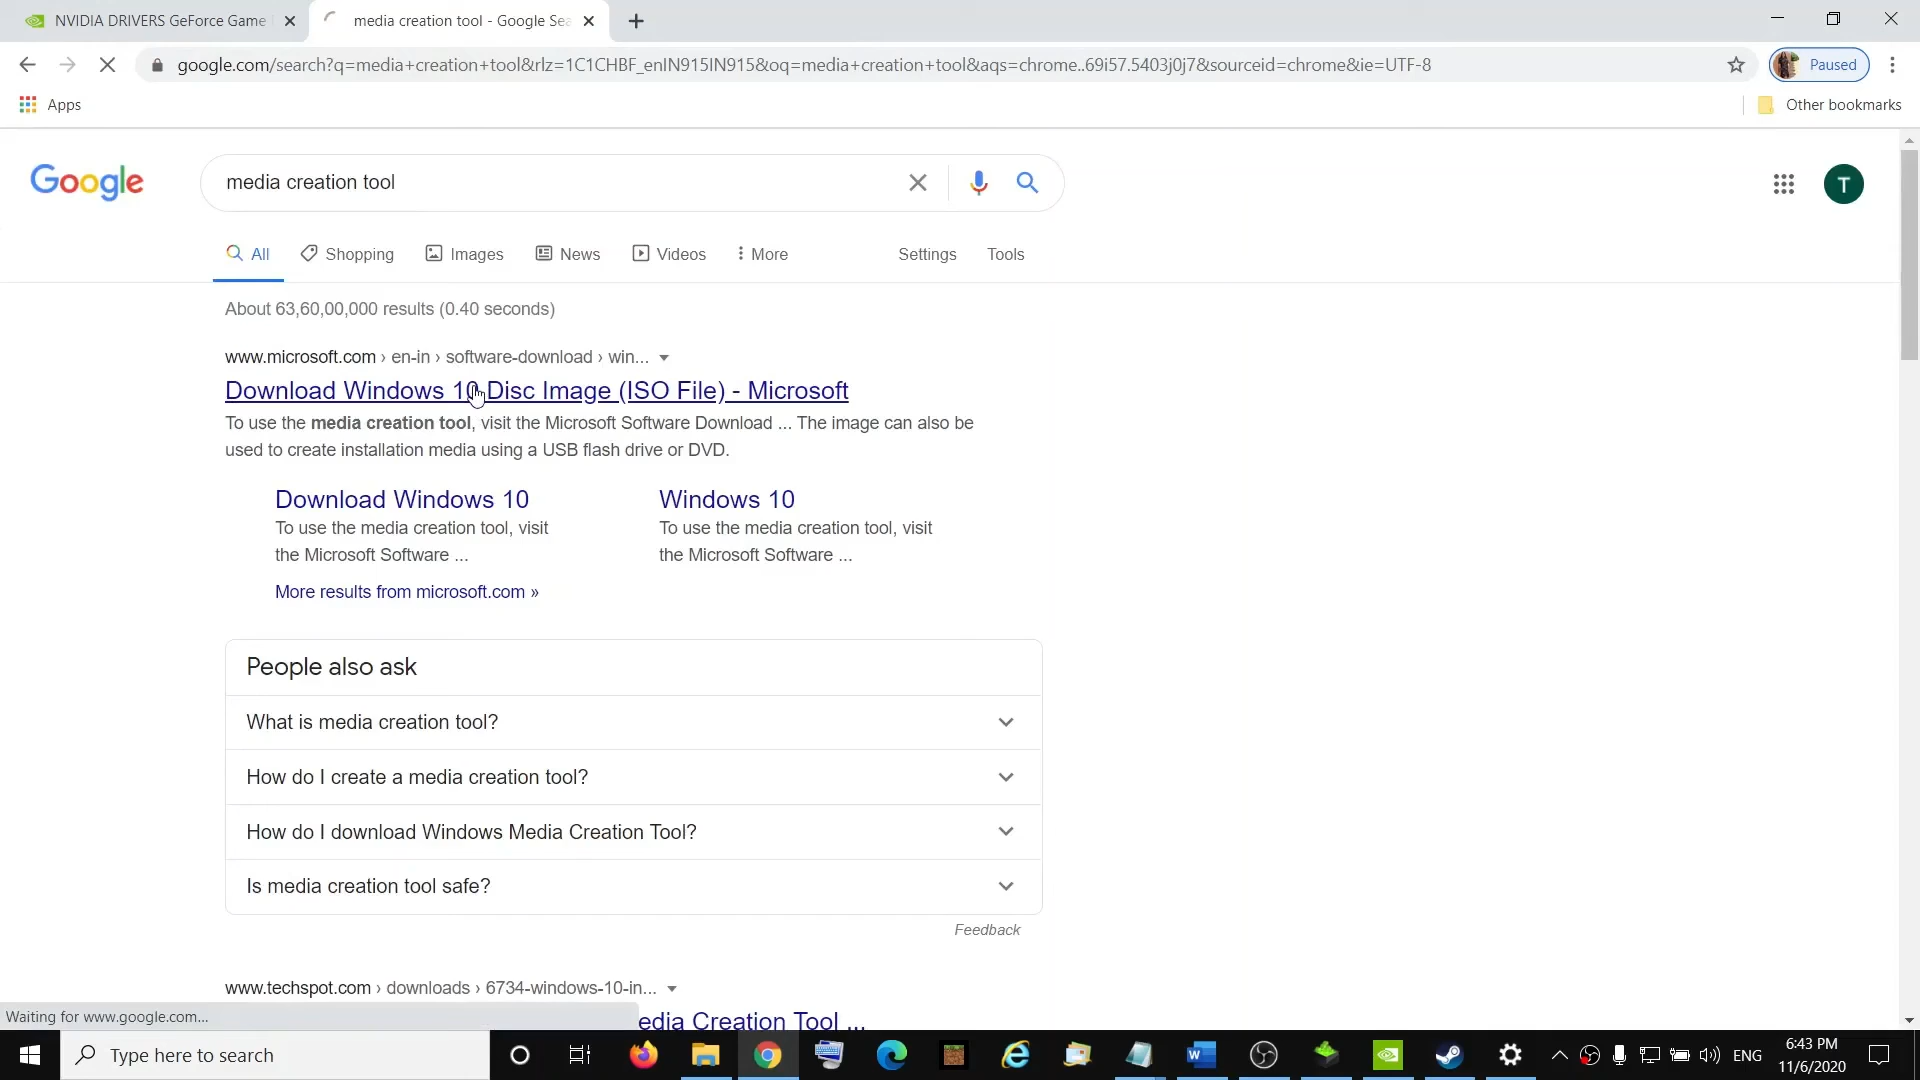 NVIDIA DRIVERS GeForce Game
media creation tool - Google Sea
google.com/search?q=media+creation+tool&rlz=1C1CHBF_enIN915IN915&oq=media+creation+tool&aqs=chrome..69i57.5403j0j7&sourceid=chrome&ie=UTF-8
Paused
Apps
Other bookmarks
Google
media creation tool
T
All
Shopping
Images
News
Videos
More
Settings
Tools
About 63,60,00,000 results (0.40 seconds)
www.microsoft.com › en-in › software-download › win...
Download Windows 10 Disc Image (ISO File) - Microsoft
To use the media creation tool, visit the Microsoft Software Download ... The image can also be
used to create installation media using a USB flash drive or DVD.
Download Windows 10
To use the media creation tool, visit
the Microsoft Software ...
Windows 10
To use the media creation tool, visit
the Microsoft Software ...
More results from microsoft.com »
People also ask
What is media creation tool?
How do I create a media creation tool?
How do I download Windows Media Creation Tool?
Is media creation tool safe?
Feedback
www.techspot.com › downloads › 6734-windows-10-in...
edia Creation Tool ...
Waiting for www.google.com...
Type here to search
ENG
6:43 PM
11/6/2020